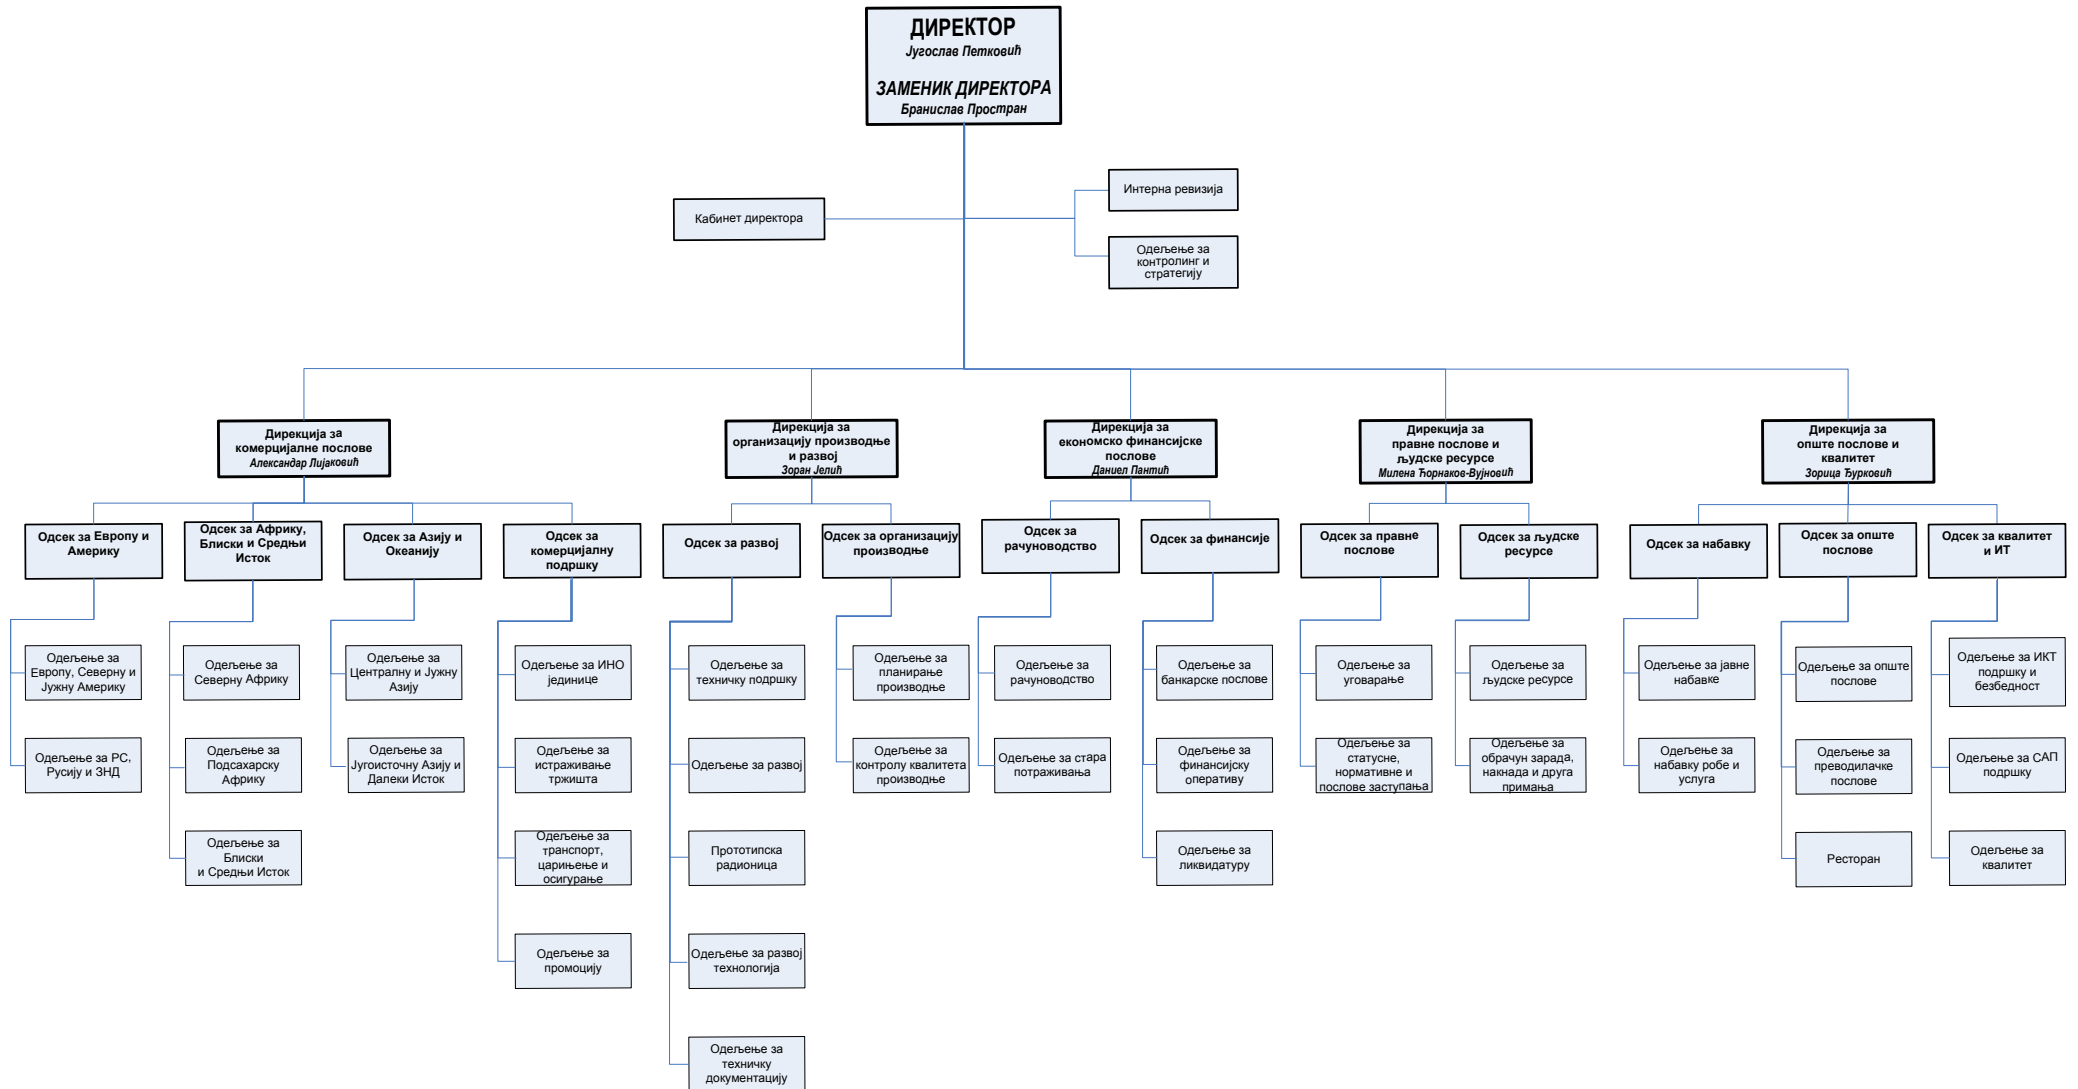 ДИРЕКТОР
Југослав Петковић
ЗАМЕНИК ДИРЕКТОРА
Бранислав Простран
Интерна ревизија
Кабинет директора
Одељење за
контролинг и
стратегију
Дирекција за
комерцијалне послове
Александар Лијаковић
Дирекција за
организацију производње
и развој
Зоран Јелић
Дирекција за
економско финансијске
послове
Даниел Пантић
Дирекција за
правне послове и
људске ресурсе
Милена Ћорнаков-Вујновић
Дирекција за
опште послове и
квалитет
Зорица Ђурковић
Одсек за Европу и
Америку
Одсек за Африку,
Блиски и Средњи
Исток
Одсек за Азију и
Океанију
Одсек за
комерцијалну
подршку
Одсек за развој
Одсек за организацију
производње
Одсек за
рачуноводство
Одсек за финансије
Одсек за правне
послове
Одсек за људске
ресурсе
Одсек за набавку
Одсек за опште
послове
Одсек за квалитет
и ИТ
Одељење за
Европу, Северну и
Јужну Америку
Одељење за
Северну Африку
Одељење за
Централну и Јужну
Азију
Одељење за ИНО
јединице
Одељење за
техничку подршку
Одељење за
планирање
производње
Одељење за
рачуноводство
Одељење за
банкарске послове
Одељење за
уговарање
Одељење за
људске ресурсе
Одељење за јавне
набавке
Одељење за опште
послове
Одељење за ИКТ
подршку и
безбедност
Одељење за РС,
Русију и ЗНД
Одељење за
Подсахарску
Африку
Одељење за
Југоисточну Азију и
Далеки Исток
Одељење за
истраживање
тржишта
Одељење за развој
Одељење за
контролу квалитета
производње
Одељење за стара
потраживања
Одељење за
финансијску
оперативу
Одељење за
статусне,
нормативне и
послове заступања
Одељење за
обрачун зарада,
накнада и друга
примања
Одељење за
набавку робе и
услуга
Одељење за
преводилачке
послове
Одељење за САП
подршку
Одељење за
Блиски
и Средњи Исток
Одељење за
транспорт,
царињење и
осигурање
Прототипска
радионица
Одељење за
ликвидатуру
Ресторан
Одељење за
квалитет
Одељење за
промоцију
Одељење за развој
технологија
Одељење за
техничку
документацију